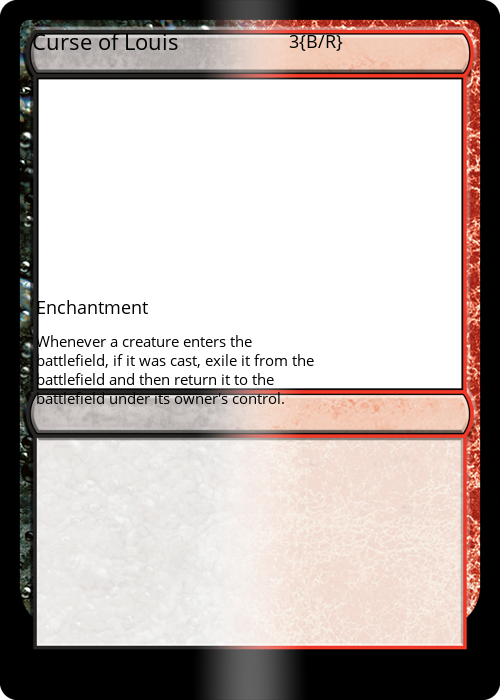 Curse of Louis 3{B/R}
Enchantment
Whenever a creature enters the
battlefield, if it was cast, exile it from the
battlefield and then return it to the
battlefield under its owner's control.